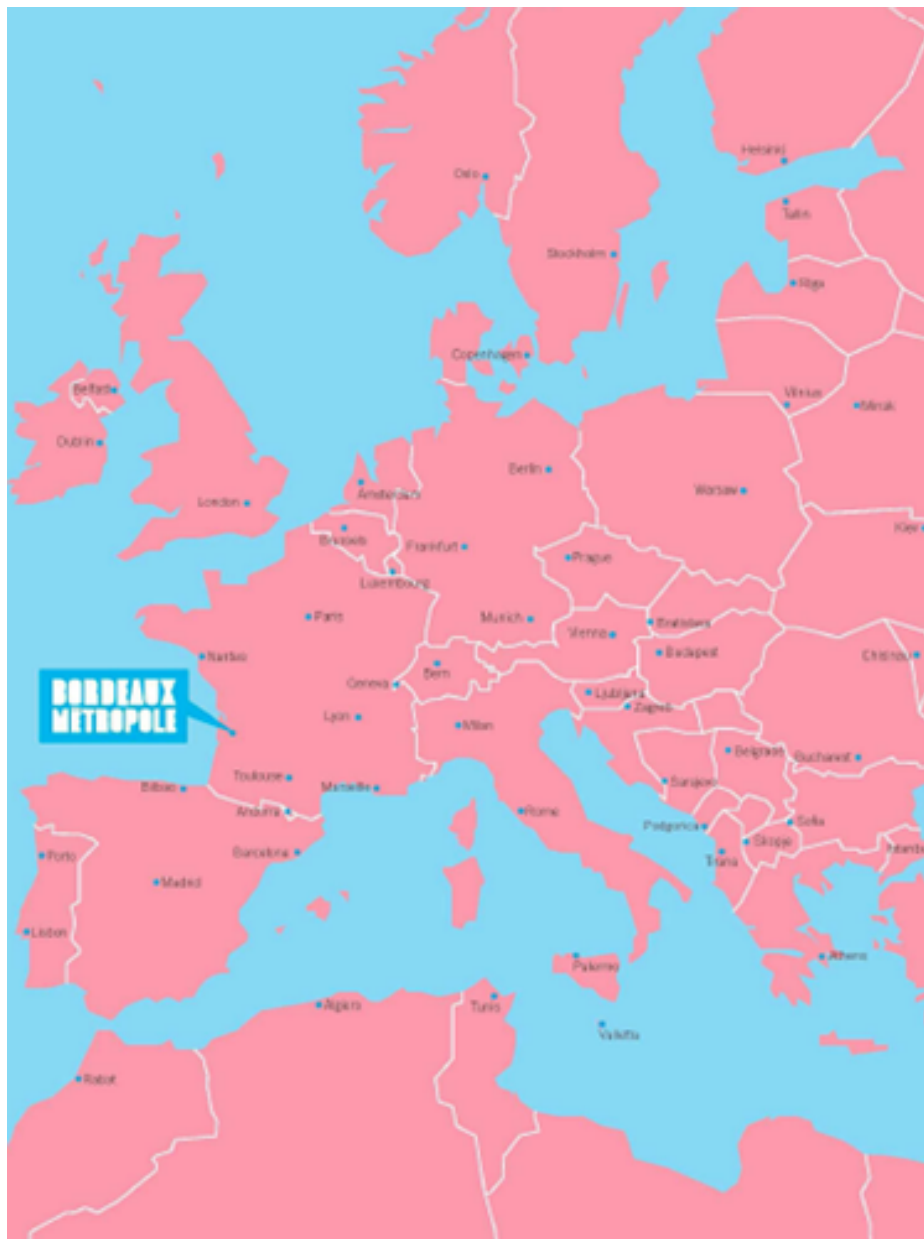 Helsinki
Oslo
Tallin
Stockholm
Riga
Copenhagen
Belfast
Vilnius
Minsk
Dublin
Berlin
Warsaw
Amsterdam
London
Kiev
Brussels
Frankfurt
Prague
Luxembourg
Paris
Munich
Bratislava
Vienna
Nantes
Budapest
Chisinau
Bern
Geneva
BORDEAUX
METROPOLE
Ljubljana
Zagreb
Lyon
Milan
Belgrade
Bucharest
Toulouse
Marseille
Bilbao
Sarajevo
Andorra
Rome
Podgorica
Sofia
Skopje
Porto
Barcelona
Tirana
Madrid
Lisbon
Athens
Palermo
Algiers
Tunis
Valletta
Rabat